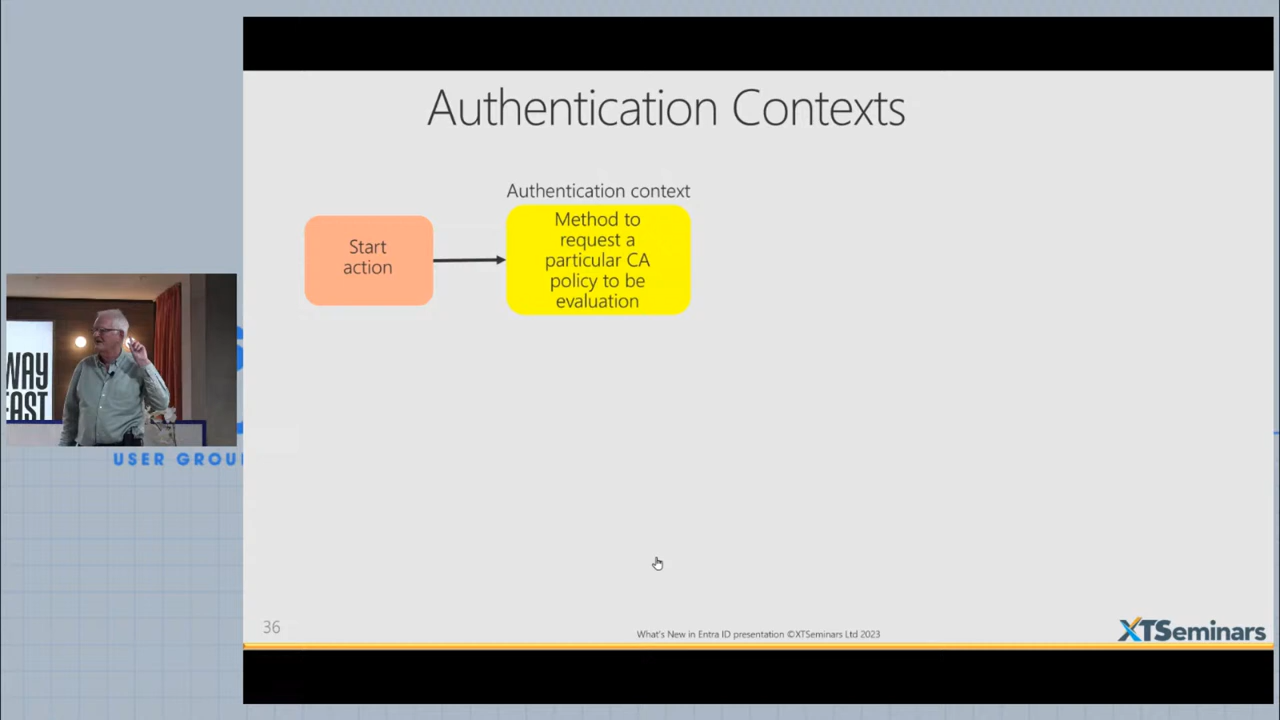 Authentication Contexts
Authentication context
Start
action
Method to
request a
particular CA
policy to be
evaluation
WAY
EAST
USER GROU
36
What's New in Entra ID presentation ©XTSeminars Ltd 2023
XTSeminars